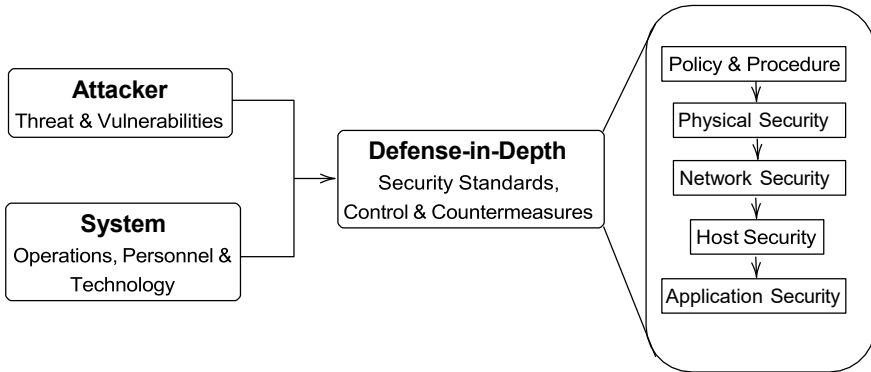 Attacker
Threat & Vulnerabilities
System
Operations, Personnel &
Technology
Defense-in-Depth
Security Standards,
Control & Countermeasures
Policy & Procedure
Physical Security
Network Security
Host Security
Application Security